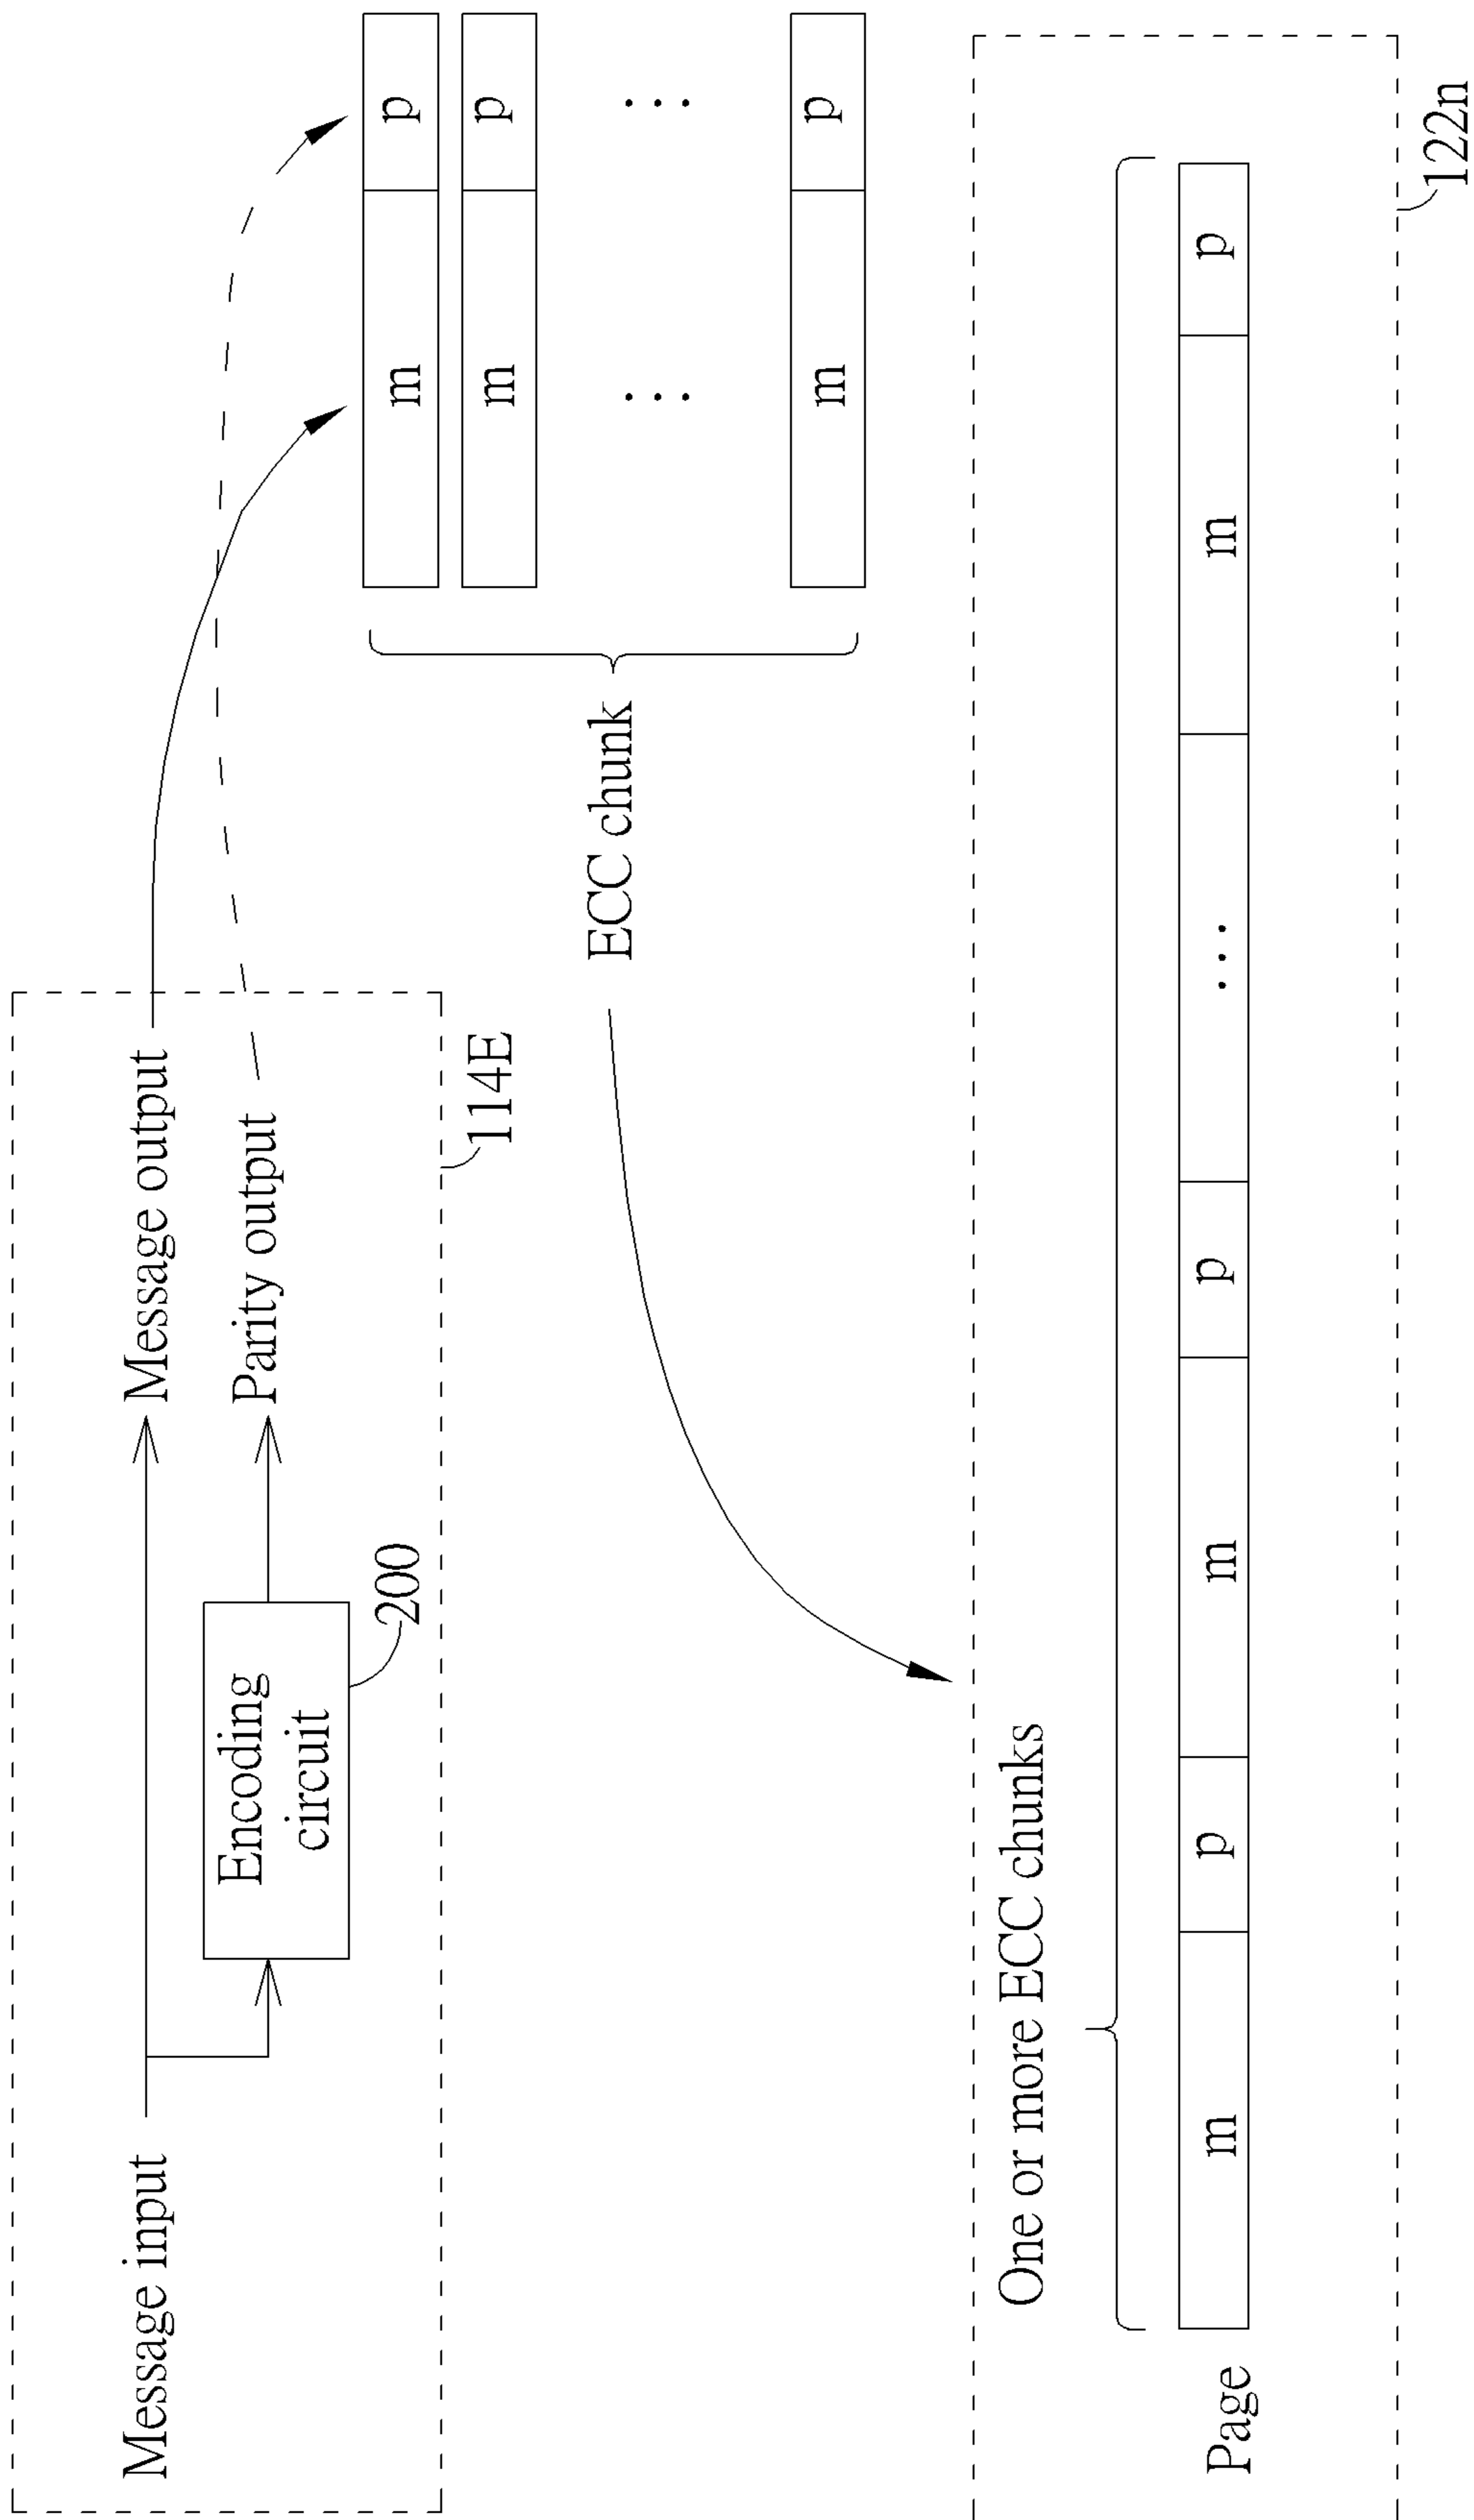 Message input
Message output
Encoding
circuit
Parity output
200
114E
m p
m p
... ...
m p
ECC chunk
One or more ECC chunks
Page
m p m p ... m p
122n